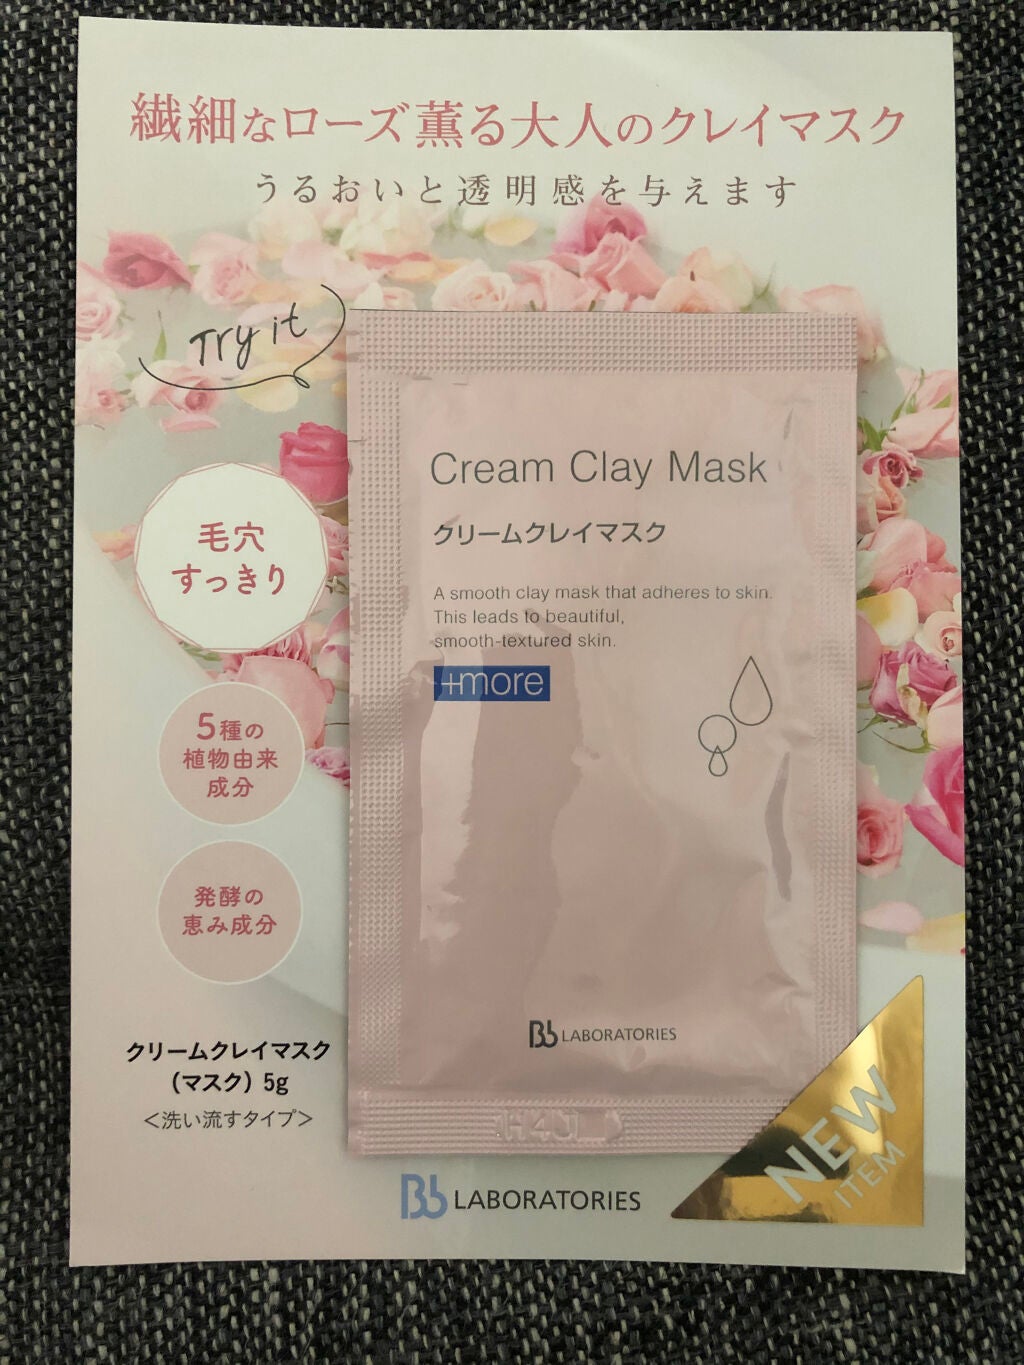 繊細なローズ薫る大人のクレイマスク
うるおいと透明感を与えます
Try it
毛穴
すっきり
5種の
植物由来
成分
発酵の
恵み成分
クリームクレイマスク
（マスク）5g
＜洗い流すタイプ＞
Cream Clay Mask
クリームクレイマスク
A smooth clay mask that adheres to skin.
This leads to beautiful,
smooth-textured skin.
+more
Bb LABORATORIES
H4J
Bb LABORATORIES
NEW
ITEM